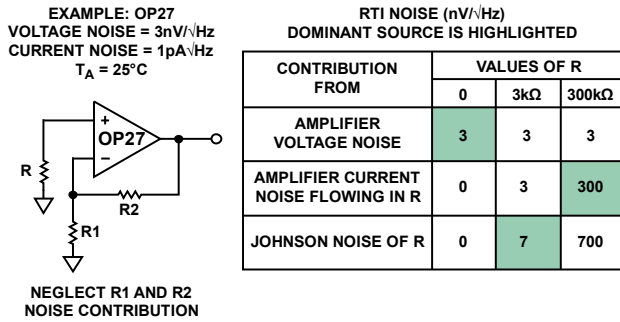 EXAMPLE: OP27
VOLTAGE NOISE = 3nV/√Hz
CURRENT NOISE = 1pA√Hz
TA = 25°C
+
OP27
–
R
R2
R1
NEGLECT R1 AND R2
NOISE CONTRIBUTION
RTI NOISE (nV/√Hz)
DOMINANT SOURCE IS HIGHLIGHTED
CONTRIBUTION
FROM
VALUES OF R
0 3kΩ 300kΩ
AMPLIFIER
VOLTAGE NOISE
3 3 3
AMPLIFIER CURRENT
NOISE FLOWING IN R
0 3 300
JOHNSON NOISE OF R 0 7 700